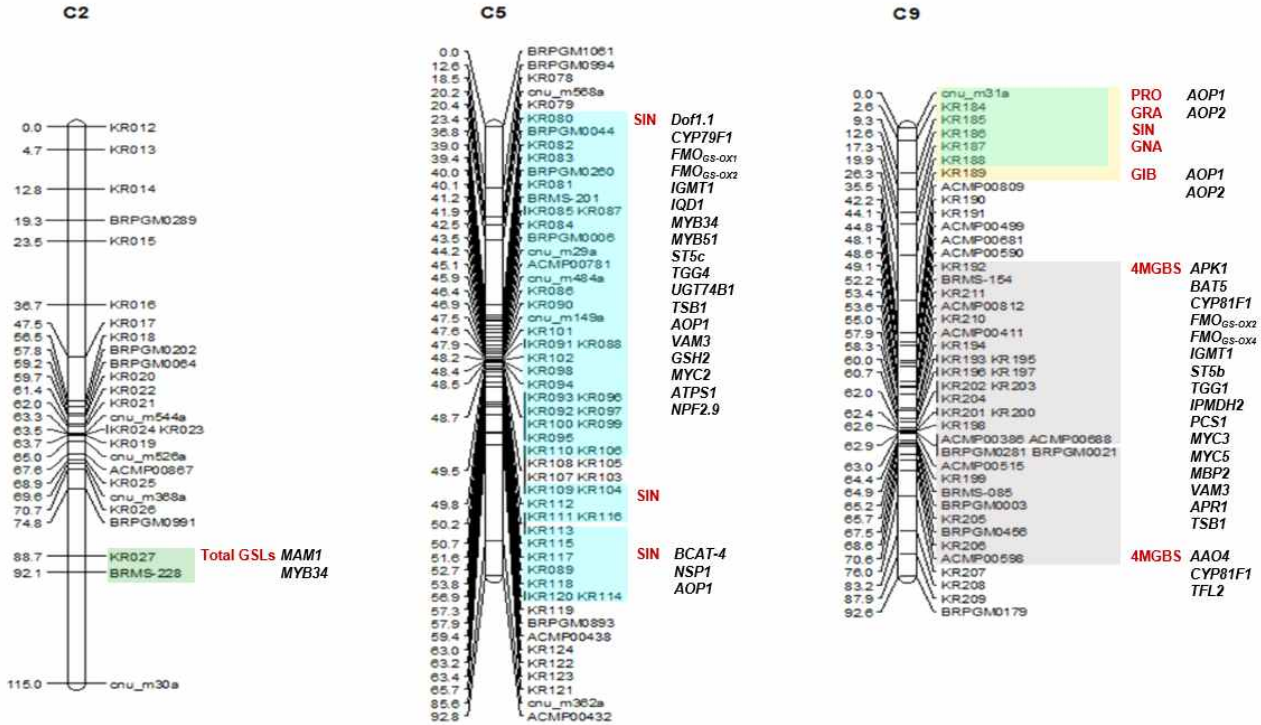 C2
0.0 KR012
4.7 KR013
12.8 KR014
19.3 BRPGM0289
23.5 KR015
36.7 KR016
47.5 KR017
56.5 KR018
57.8 BRPGM0202
59.2 BRPGM0064
59.7 KR020
61.4 KR022
62.0 KR021
63.3 cnu_m544a
63.5 KR024 KR023
63.7 KR019
65.0 cnu_m526a
67.6 ACMP00867
68.9 KR025
69.6 cnu_m368a
70.7 KR026
74.8 BRPGM0991
88.7 KR027 Total GSLs MAM1
92.1 BRMS-228 MYB34
115.0 cnu_m30a
C5
0.0 BRPGM1061
12.6 BRPGM0994
18.5 KR078
20.2 cnu_m568a
20.4 KR079
23.4 KR080
36.8 BRPGM0044
39.0 KR082
39.4 KR083
40.0 BRPGM0260
40.1 KR081
41.2 BRMS-201
41.9 KR085 KR087
42.5 KR084
43.5 BRPGM0006
44.2 cnu_m29a
45.1 ACMP00781
45.9 cnu_m484a
46.4 KR086
46.9 KR090
47.5 cnu_m149a
47.6 KR101
47.9 KR091 KR088
48.2 KR102
48.4 KR098
48.5 KR094
KR093 KR096
48.7 KR092 KR097
KR100 KR099
KR095
KR110 KR106
49.5 KR108 KR105
KR107 KR103
KR109 KR104
49.8 KR112
50.2 KR111 KR116
KR113
50.7 KR115
51.6 KR117
52.7 KR089
53.8 KR118
56.9 KR120 KR114
57.3 KR119
57.9 BRPGM0893
59.4 ACMP00438
63.0 KR124
63.2 KR122
63.4 KR123
65.7 KR121
85.6 cnu_m362a
92.8 ACMP00432
SIN Dof1.1
CYP79F1
FMOGS-OX1
FMOGS-OX2
IGMT1
IQD1
MYB34
MYB51
ST5c
TGG4
UGT74B1
TSB1
AOP1
VAM3
GSH2
MYC2
ATPS1
NPF2.9
SIN
SIN BCAT-4
NSP1
AOP1
C9
0.0 cnu_m31a
2.6 KR184
9.3 KR185
12.6 KR186
17.3 KR187
19.9 KR188
26.3 KR189
35.5 ACMP00809
42.2 KR190
44.1 KR191
44.8 ACMP00499
48.1 ACMP00681
48.6 ACMP00590
49.1 KR192
52.2 BRMS-154
53.4 KR211
53.6 ACMP00812
55.0 KR210
57.9 ACMP00411
58.3 KR194
60.0 KR193 KR195
60.7 KR196 KR197
62.0 KR202 KR203
KR204
62.4 KR201 KR200
62.6 KR198
62.9 ACMP00386 ACMP00688
BRPGM0281 BRPGM0021
63.0 ACMP00515
64.4 KR199
64.9 BRMS-085
65.2 BRPGM0003
65.7 KR205
67.5 BRPGM0456
68.6 KR206
70.6 ACMP00598
76.0 KR207
83.2 KR208
87.9 KR209
92.6 BRPGM0179
PRO AOP1
GRA AOP2
SIN
GNA
GIB AOP1
AOP2
4MGBS APK1
BAT5
CYP81F1
FMOGS-OX2
FMOGS-OX4
IGMT1
ST5b
TGG1
IPMDH2
PCS1
MYC3
MYC5
MBP2
VAM3
APR1
TSB1
4MGBS AAO4
CYP81F1
TFL2